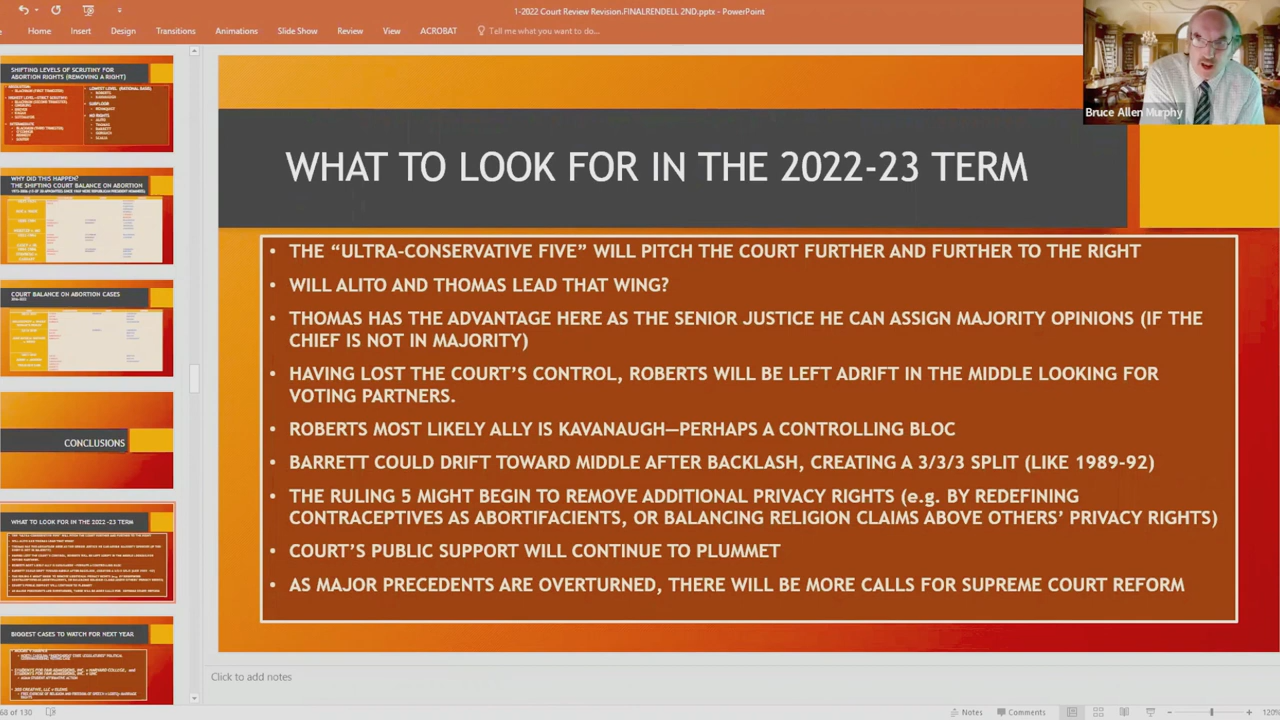 1-2022 Court Review Revision.FINALRENDELL 2ND.pptx - PowerPoint
Home Insert Design Transitions Animations Slide Show Review View ACROBAT Tell me what you want to do...
Bruce Allen Murphy
SHIFTING LEVELS OF SCRUTINY FOR
ABORTION RIGHTS (REMOVING A RIGHT)
WHY DID THIS HAPPEN?
THE SHIFTING COURT BALANCE ON ABORTION
COURT BALANCE ON ABORTION CASES
CONCLUSIONS
WHAT TO LOOK FOR IN THE 2022-23 TERM
BIGGEST CASES TO WATCH FOR NEXT YEAR
WHAT TO LOOK FOR IN THE 2022-23 TERM
• THE “ULTRA-CONSERVATIVE FIVE” WILL PITCH THE COURT FURTHER AND FURTHER TO THE RIGHT
• WILL ALITO AND THOMAS LEAD THAT WING?
• THOMAS HAS THE ADVANTAGE HERE AS THE SENIOR JUSTICE HE CAN ASSIGN MAJORITY OPINIONS (IF THE
CHIEF IS NOT IN MAJORITY)
• HAVING LOST THE COURT’S CONTROL, ROBERTS WILL BE LEFT ADRIFT IN THE MIDDLE LOOKING FOR
VOTING PARTNERS.
• ROBERTS MOST LIKELY ALLY IS KAVANAUGH—PERHAPS A CONTROLLING BLOC
• BARRETT COULD DRIFT TOWARD MIDDLE AFTER BACKLASH, CREATING A 3/3/3 SPLIT (LIKE 1989-92)
• THE RULING 5 MIGHT BEGIN TO REMOVE ADDITIONAL PRIVACY RIGHTS (e.g. BY REDEFINING
CONTRACEPTIVES AS ABORTIFACIENTS, OR BALANCING RELIGION CLAIMS ABOVE OTHERS’ PRIVACY RIGHTS)
• COURT’S PUBLIC SUPPORT WILL CONTINUE TO PLUMMET
• AS MAJOR PRECEDENTS ARE OVERTURNED, THERE WILL BE MORE CALLS FOR SUPREME COURT REFORM
Click to add notes
68 of 130 Notes Comments 120%